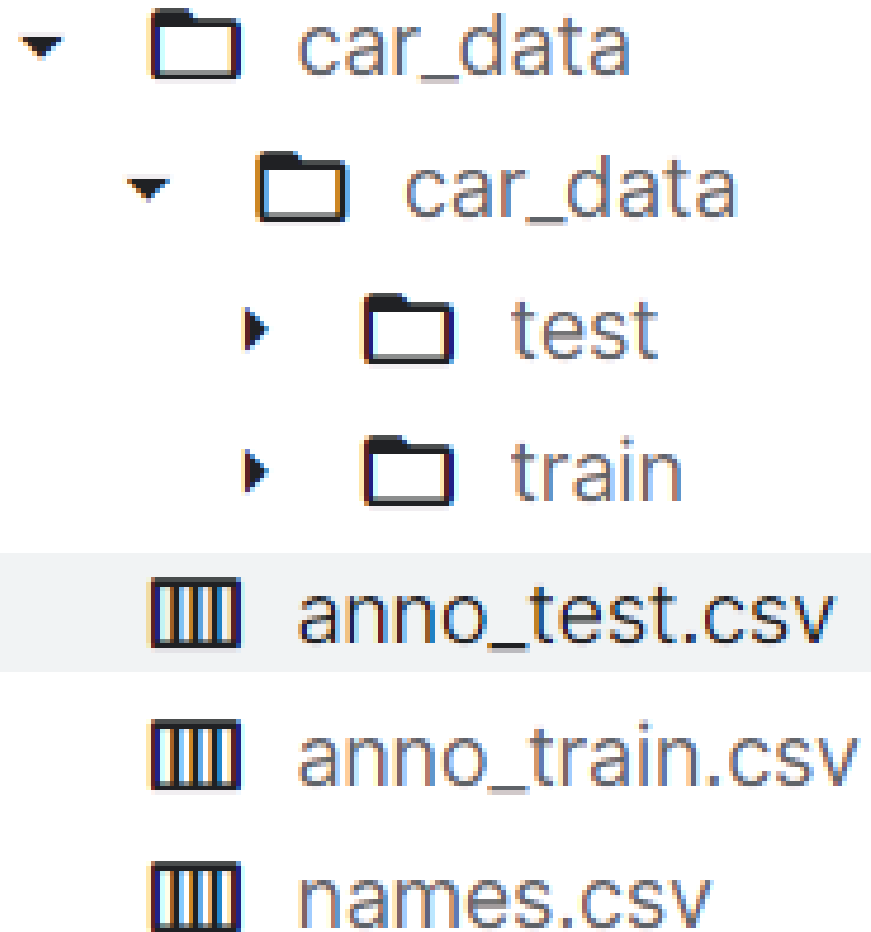 car_data
car_data
test
train
anno_test.csv
anno_train.csv
names.csv